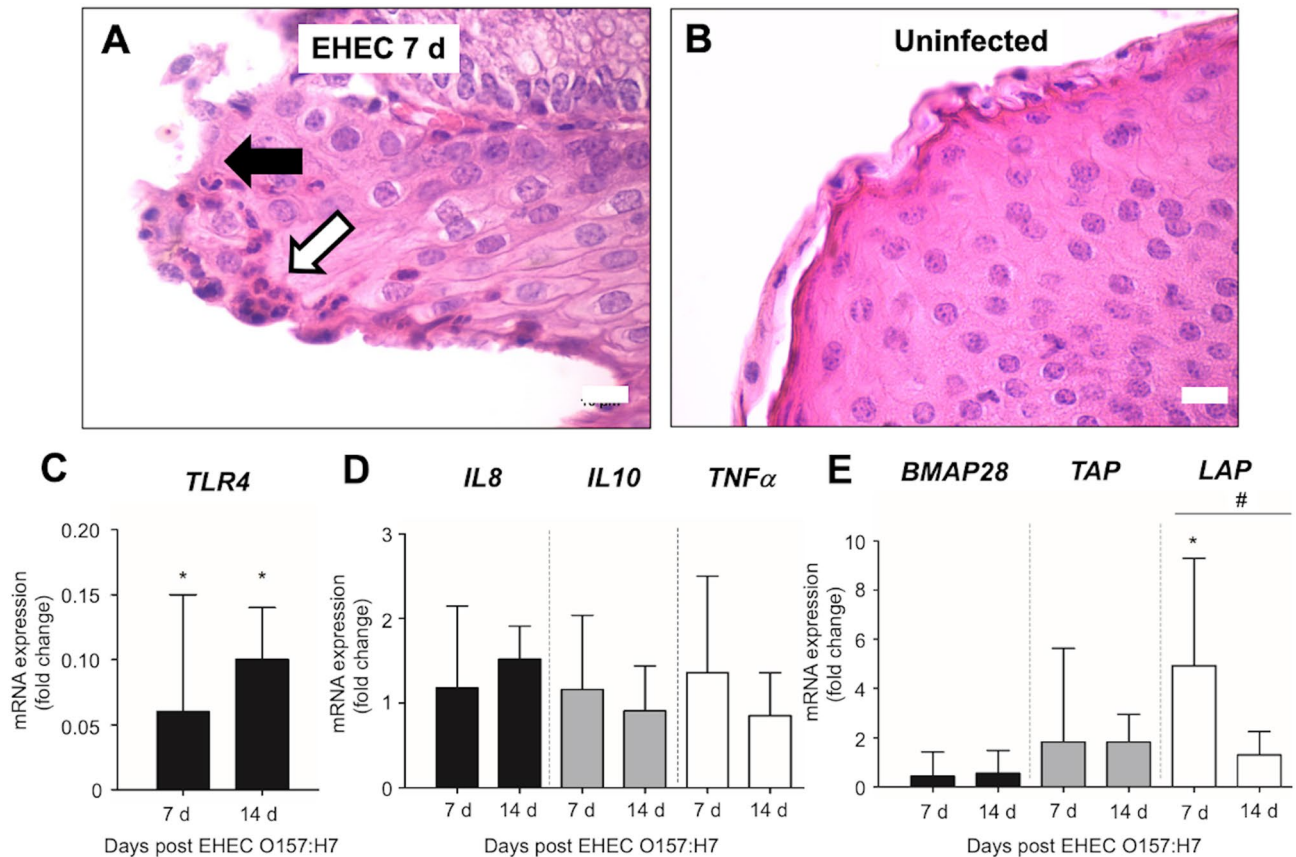 A
EHEC 7 d
B
Uninfected
C
TLR4
mRNA expression
(fold change)
0.20
0.15
0.10
0.05
0
*
*
7 d
14 d
Days post EHEC O157:H7
D
IL8
IL10
TNFα
mRNA expression
(fold change)
3
2
1
0
7 d
14 d
7 d
14 d
7 d
14 d
Days post EHEC O157:H7
E
BMAP28
TAP
LAP
#
*
mRNA expression
(fold change)
10
8
6
4
2
0
7 d
14 d
7 d
14 d
7 d
14 d
Days post EHEC O157:H7